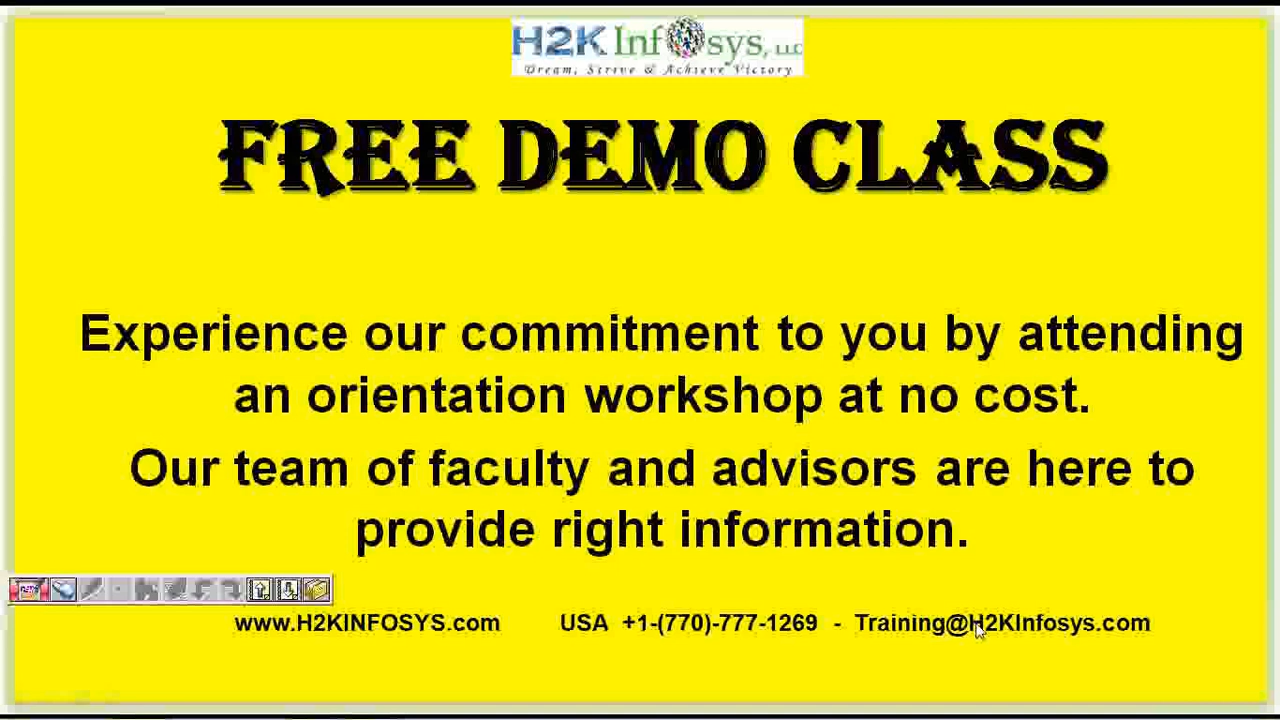 H2K Infosys, LLC
Dream, Strive & Achieve Victory
FREE DEMO CLASS
Experience our commitment to you by attending
an orientation workshop at no cost.
Our team of faculty and advisors are here to
provide right information.
www.H2KINFOSYS.com USA +1-(770)-777-1269 - Training@H2KInfosys.com